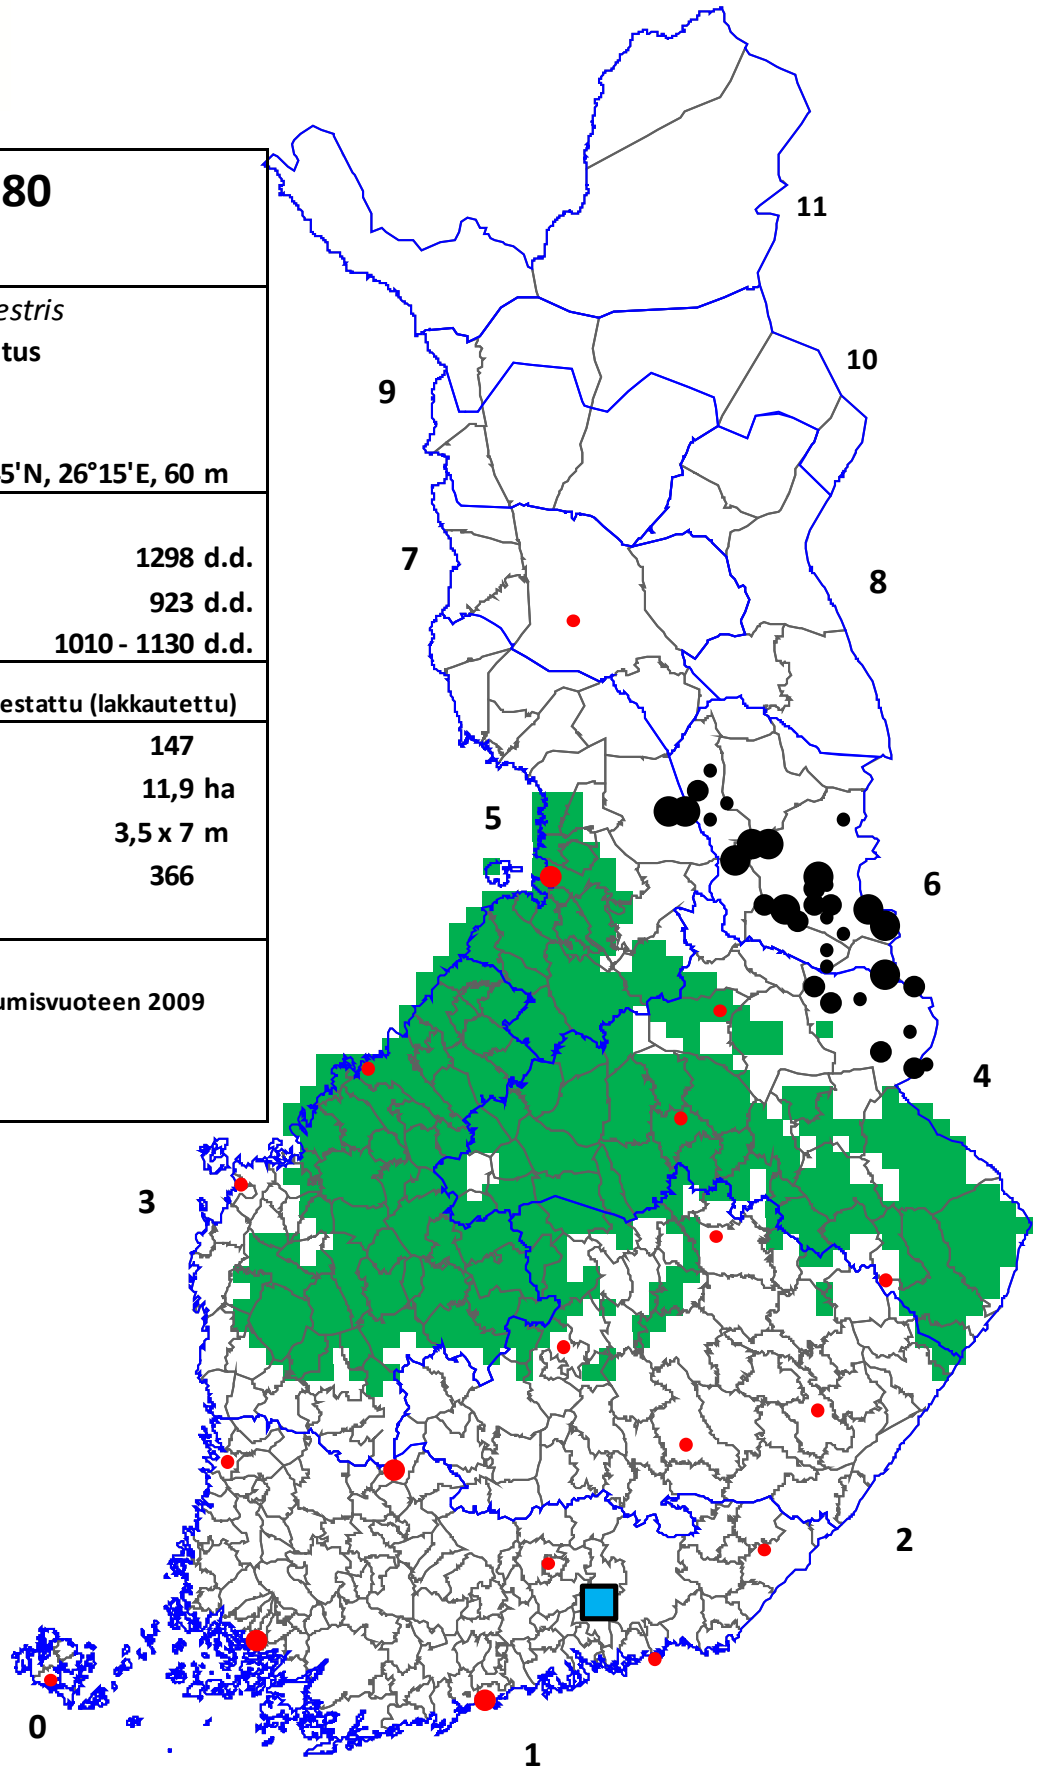 80
estris
tus
5'N, 26°15'E, 60 m
1298 d.d.
923 d.d.
1010 - 1130 d.d.
estattu (lakkautettu)
147
11,9 ha
3,5 x 7 m
366
umisvuoteen 2009
11
10
9
8
7
6
5
4
3
2
1
0